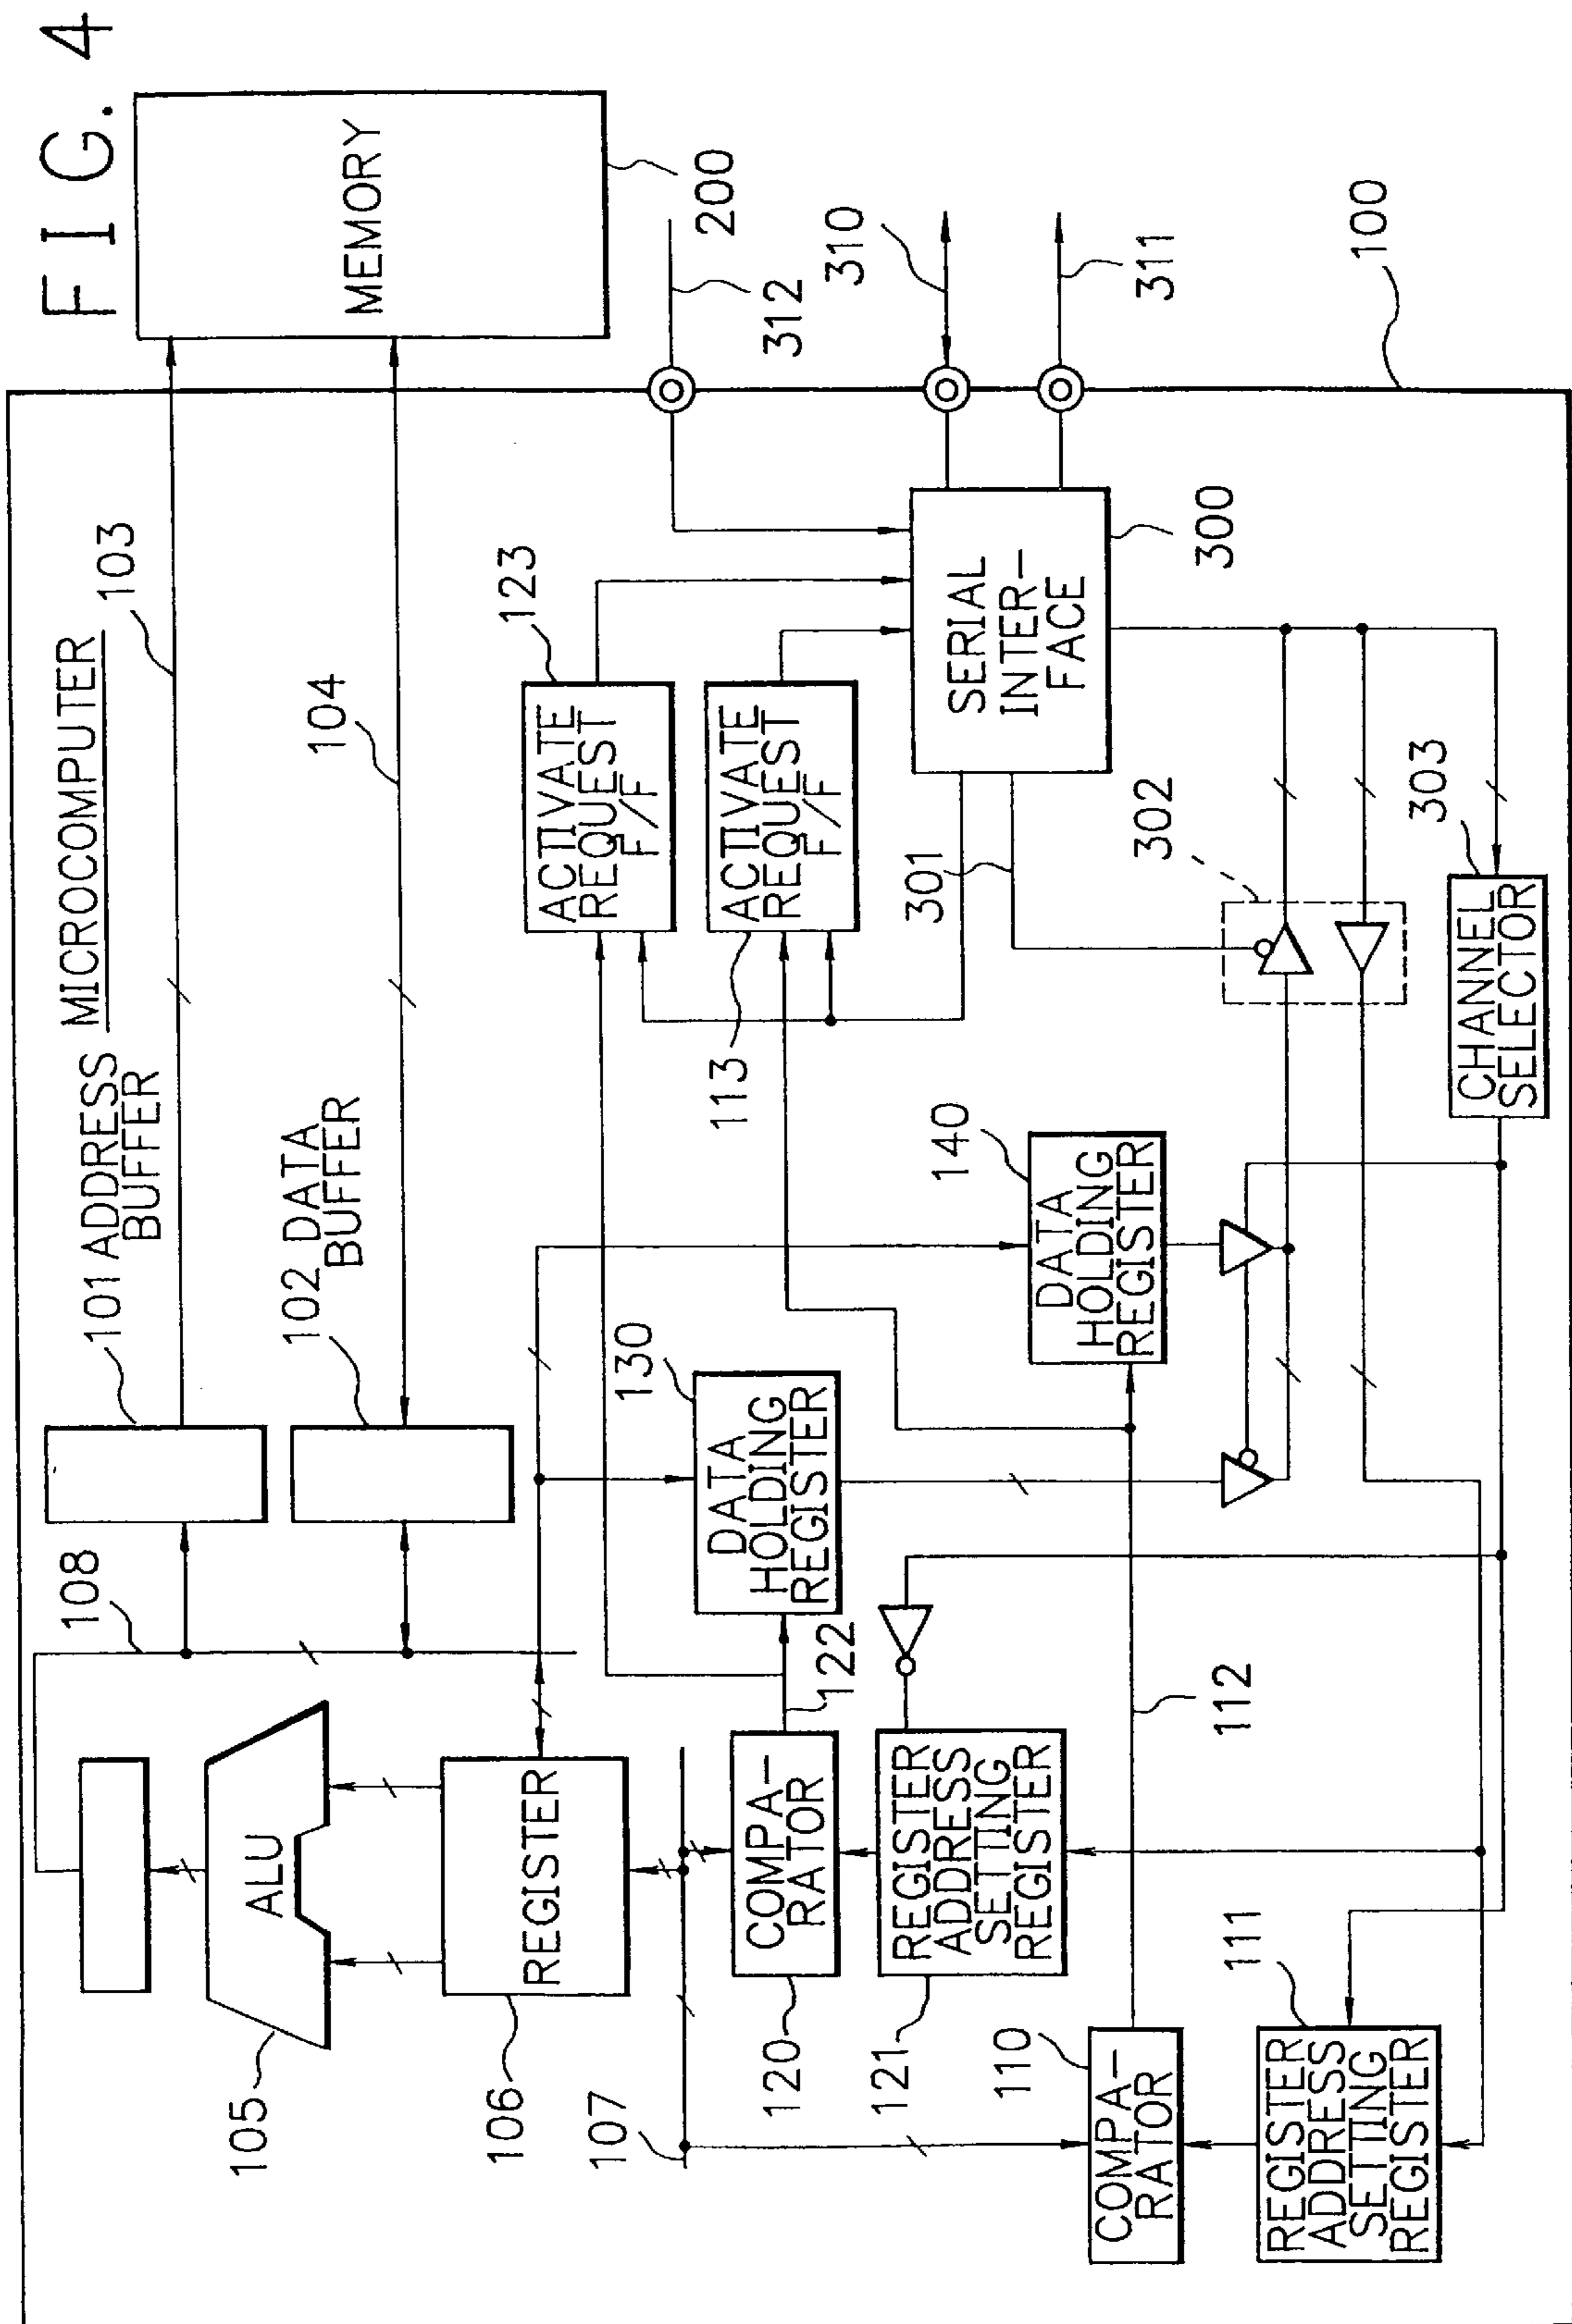 FIG. 4
MEMORY
200
312
310
311
100
MICROCOMPUTER
103
104
101 ADDRESS
BUFFER
102 DATA
BUFFER
108
105
ALU
106
REGISTER
107
123
ACTIVATE
REQUEST
F/F
113
ACTIVATE
REQUEST
F/F
SERIAL
INTER-
FACE
300
301
302
303
CHANNEL
SELECTOR
130
DATA
HOLDING
REGISTER
140
DATA
HOLDING
REGISTER
122
112
120
COMPA-
RATOR
121
REGISTER
ADDRESS
SETTING
REGISTER
110
COMPA-
RATOR
111
REGISTER
ADDRESS
SETTING
REGISTER